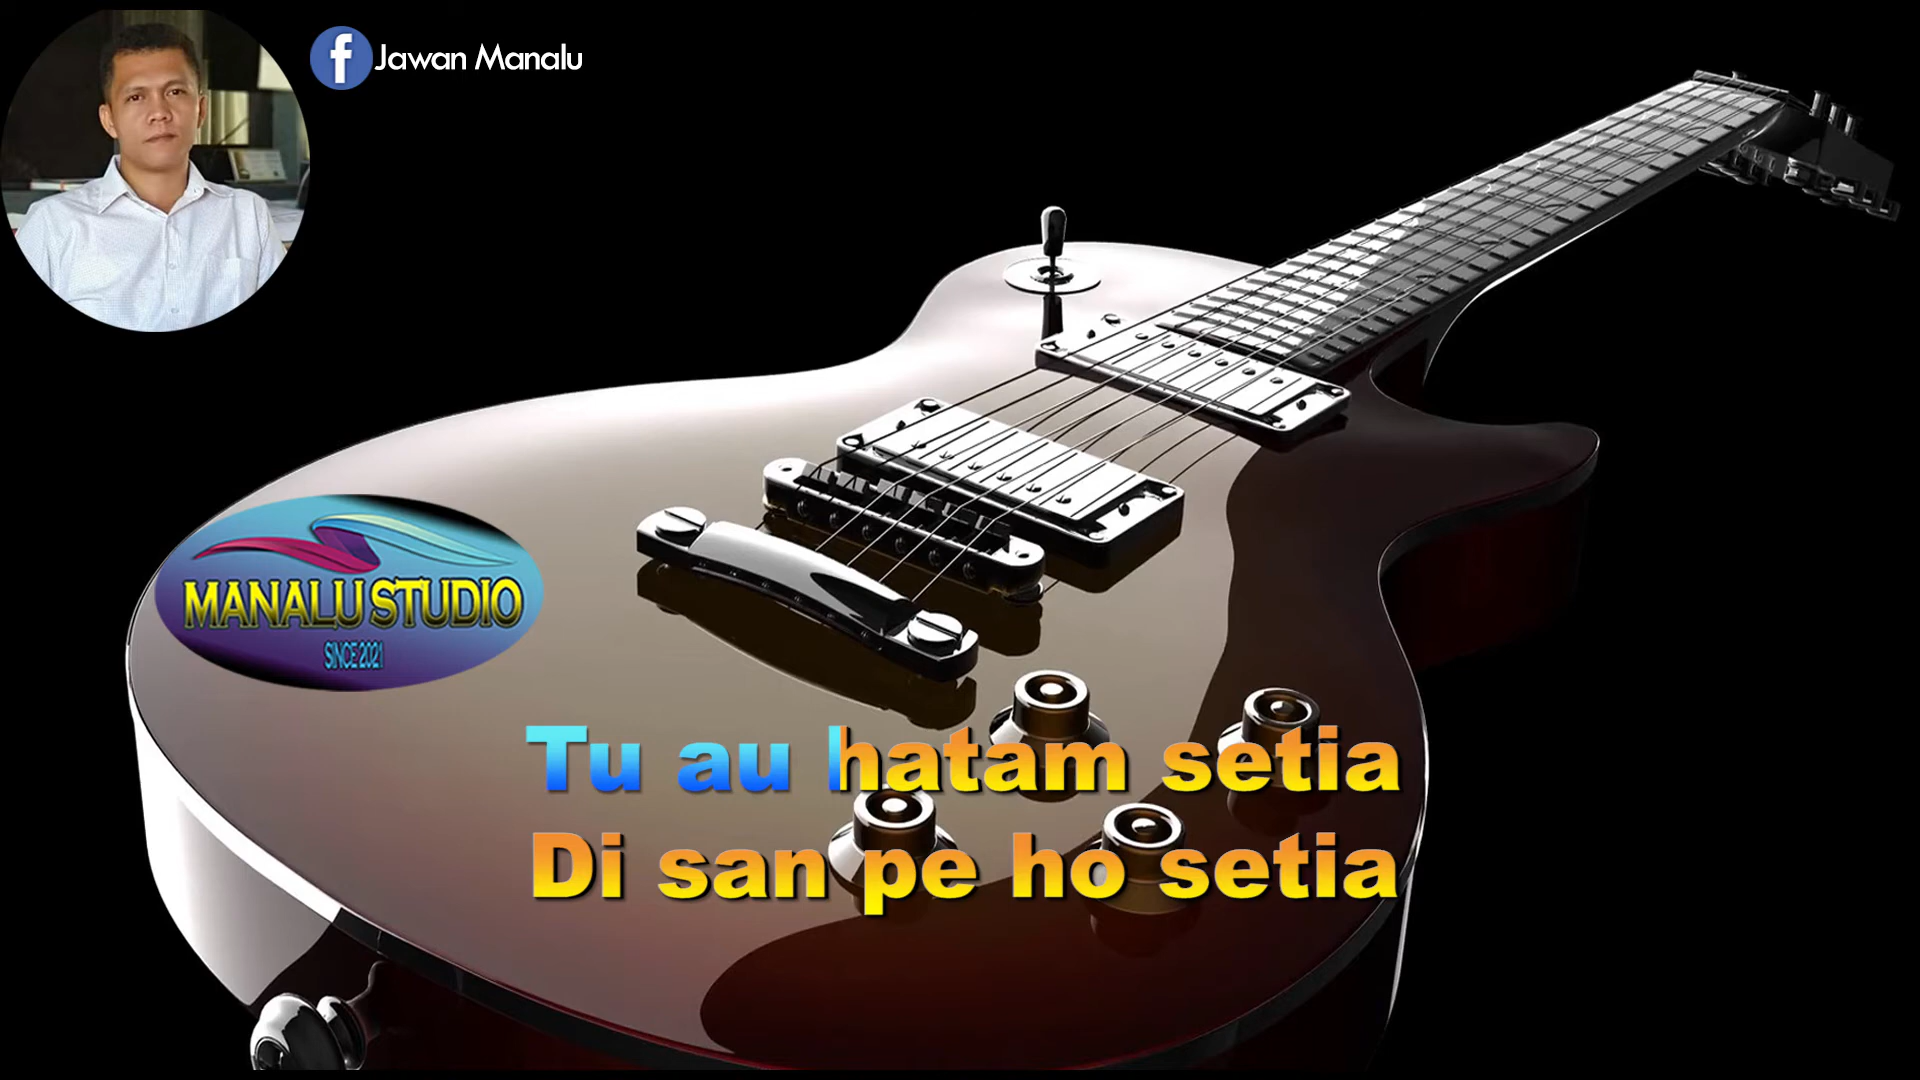 Jawan Manalu
MANALU STUDIO
SINCE 2021
Tu au hatam setia
Di san pe ho setia